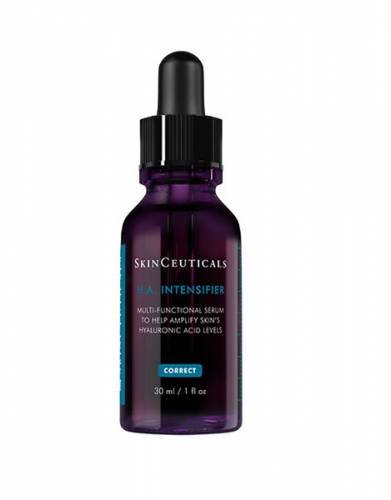 SKINCEUTICALS
H.A. INTENSIFIER
MULTI-FUNCTIONAL SERUM
TO HELP AMPLIFY SKIN'S
HYALURONIC ACID LEVELS
CORRECT
30 ml / 1 fl oz